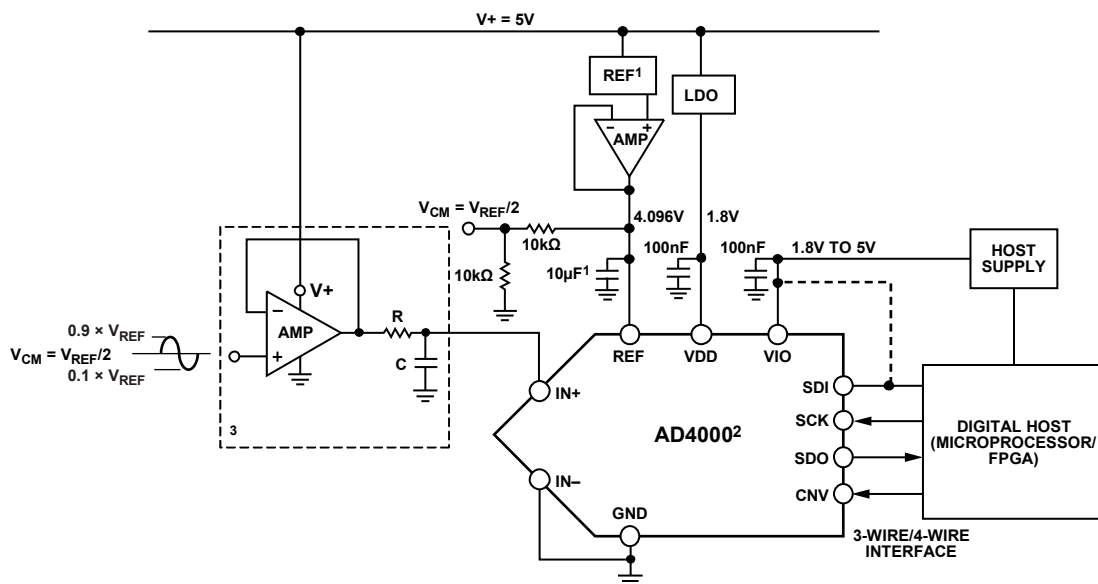 V+ = 5V
REF1
LDO
− +
AMP
VCM = VREF/2
4.096V
1.8V
10kΩ
100nF
100nF
1.8V TO 5V
HOST
SUPPLY
10kΩ
10µF1
V+
−
AMP
+
R
C
0.9 × VREF
VCM = VREF/2
0.1 × VREF
3
REF
VDD
VIO
IN+
IN−
GND
AD40002
SDI
SCK
SDO
CNV
DIGITAL HOST
(MICROPROCESSOR/
FPGA)
3-WIRE/4-WIRE
INTERFACE